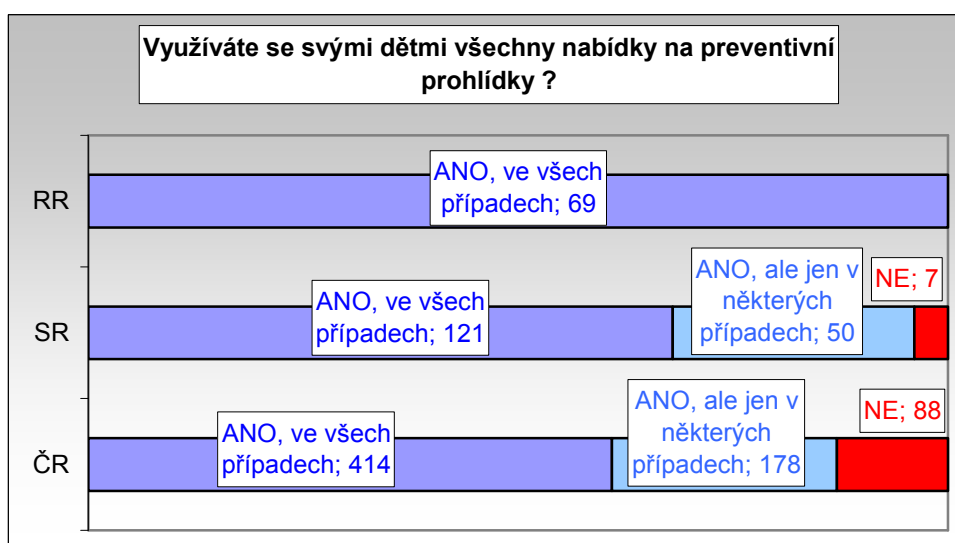 Využíváte se svými dětmi všechny nabídky na preventivní
prohlídky ?
RR
ANO, ve všech
případech; 69
SR
ANO, ve všech
případech; 121
ANO, ale jen v
některých
případech; 50
NE; 7
ČR
ANO, ve všech
případech; 414
ANO, ale jen v
některých
případech; 178
NE; 88